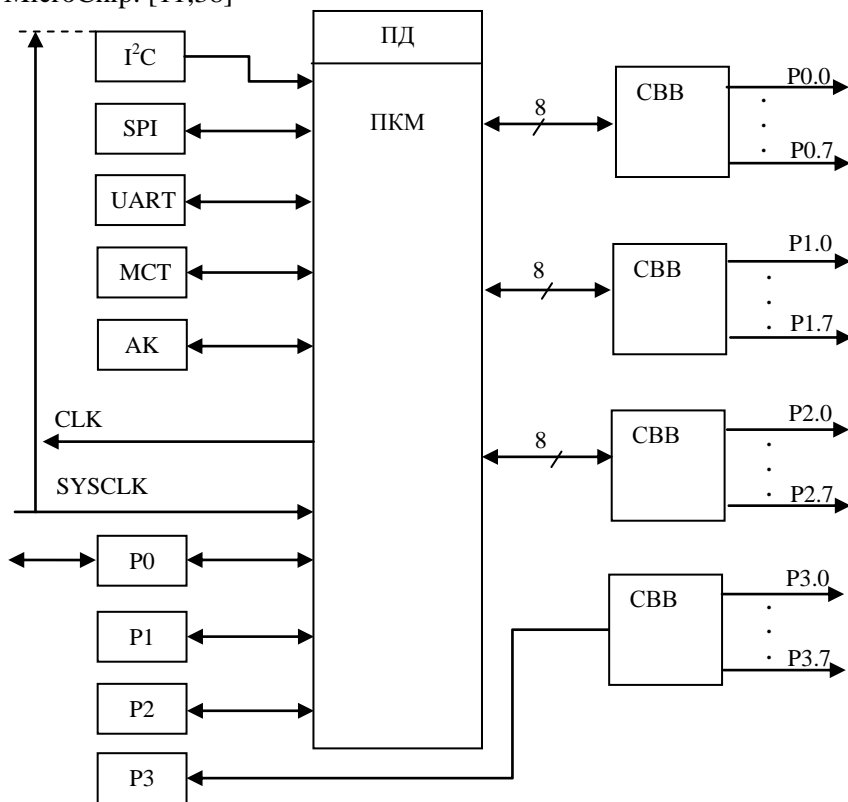 MicroChip. [11,38]
ПД
I²C
ПКМ
SPI
UART
МСТ
АК
CLK
SYSCLK
P0
P1
P2
P3
8
СВВ
P0.0
P0.7
8
СВВ
P1.0
P1.7
8
СВВ
P2.0
P2.7
СВВ
P3.0
P3.7